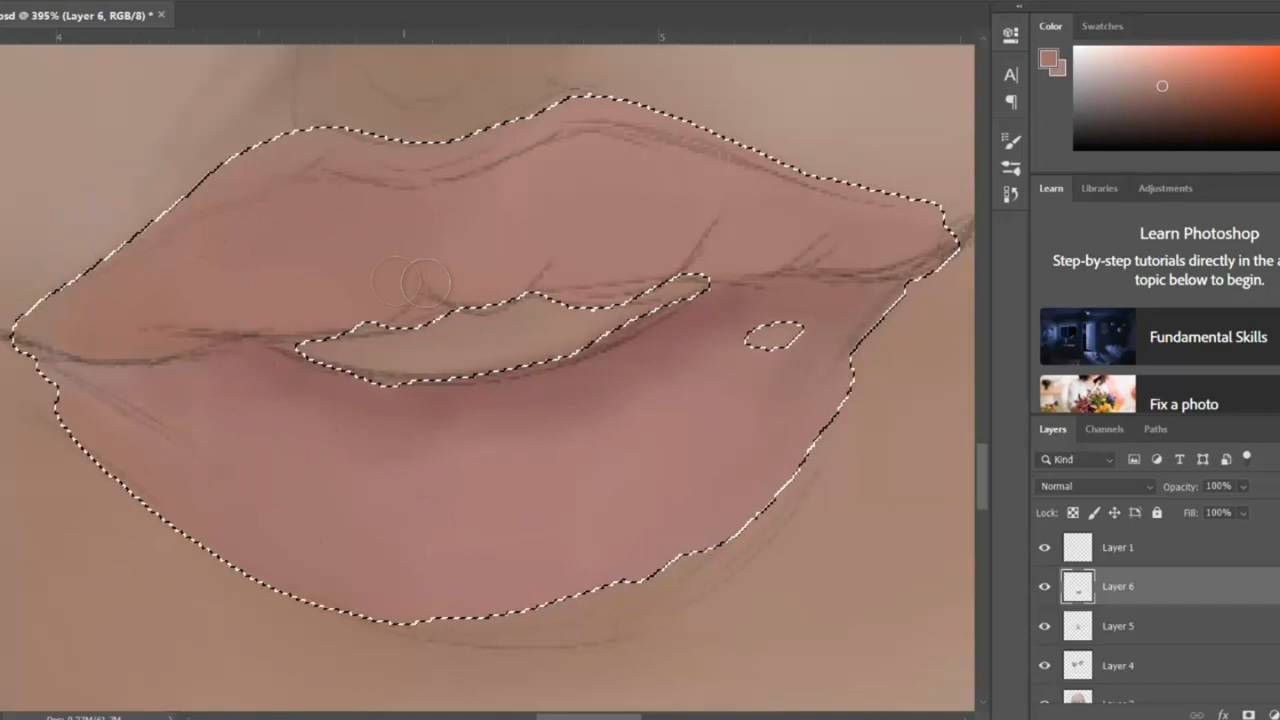 psd @ 395% (Layer 6, RGB/8) *
4
5
Color
Swatches
Learn
Libraries
Adjustments
Learn Photoshop
Step-by-step tutorials directly in the a
topic below to begin.
Fundamental Skills
Fix a photo
Layers
Channels
Paths
Kind
Normal
Opacity: 100%
Lock:
Fill: 100%
Layer 1
Layer 6
Layer 5
Layer 4
fx